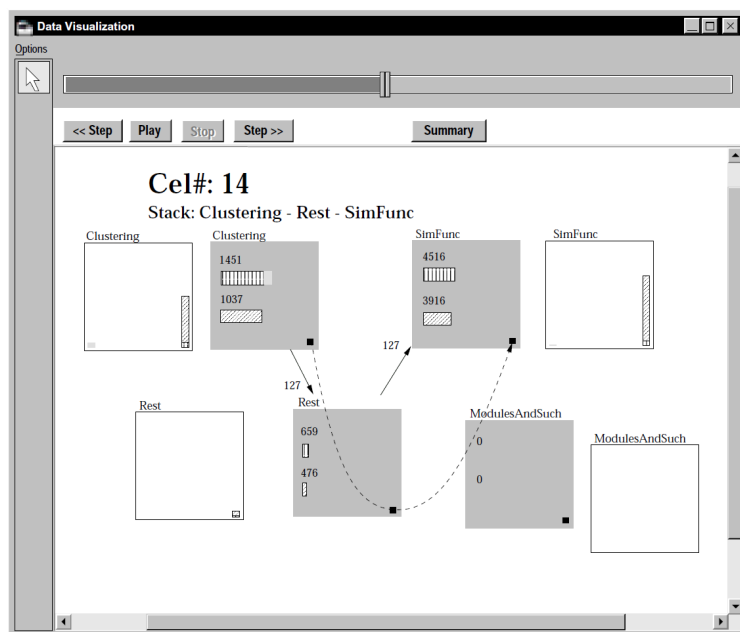 Data Visualization
Options
<< Step Play Stop Step >> Summary
Cel#: 14
Stack: Clustering - Rest - SimFunc
Clustering Clustering SimFunc SimFunc
1451 4516
1037 3916
127
127
Rest Rest ModulesAndSuch ModulesAndSuch
659 0
476 0